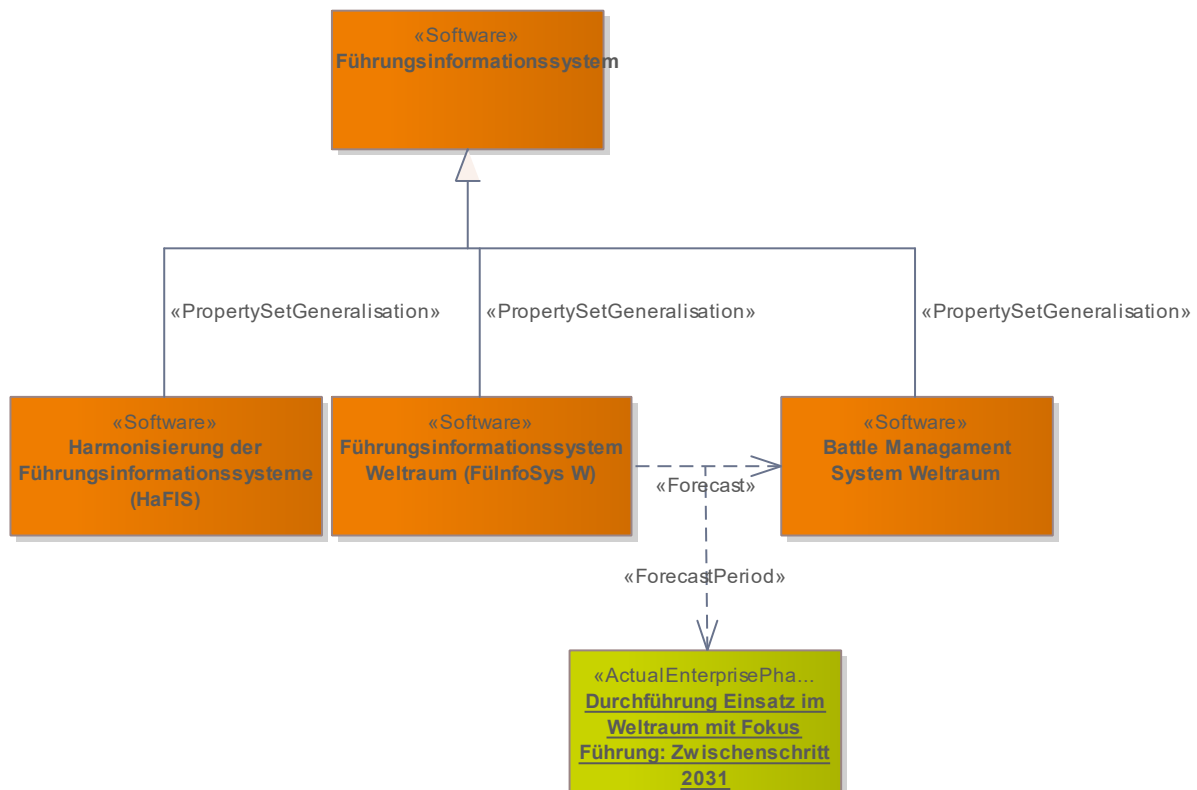 «Software»
Führungsinformationssystem
«PropertySetGeneralisation»
«PropertySetGeneralisation»
«PropertySetGeneralisation»
«Software»
Harmonisierung der
Führungsinformationssysteme
(HaFIS)
«Software»
Führungsinformationssystem
Weltraum (FüInfoSys W)
«Software»
Battle Managament
System Weltraum
«Forecast»
«ForecastPeriod»
«ActualEnterprisePha...
Durchführung Einsatz im
Weltraum mit Fokus
Führung: Zwischenschritt
2031